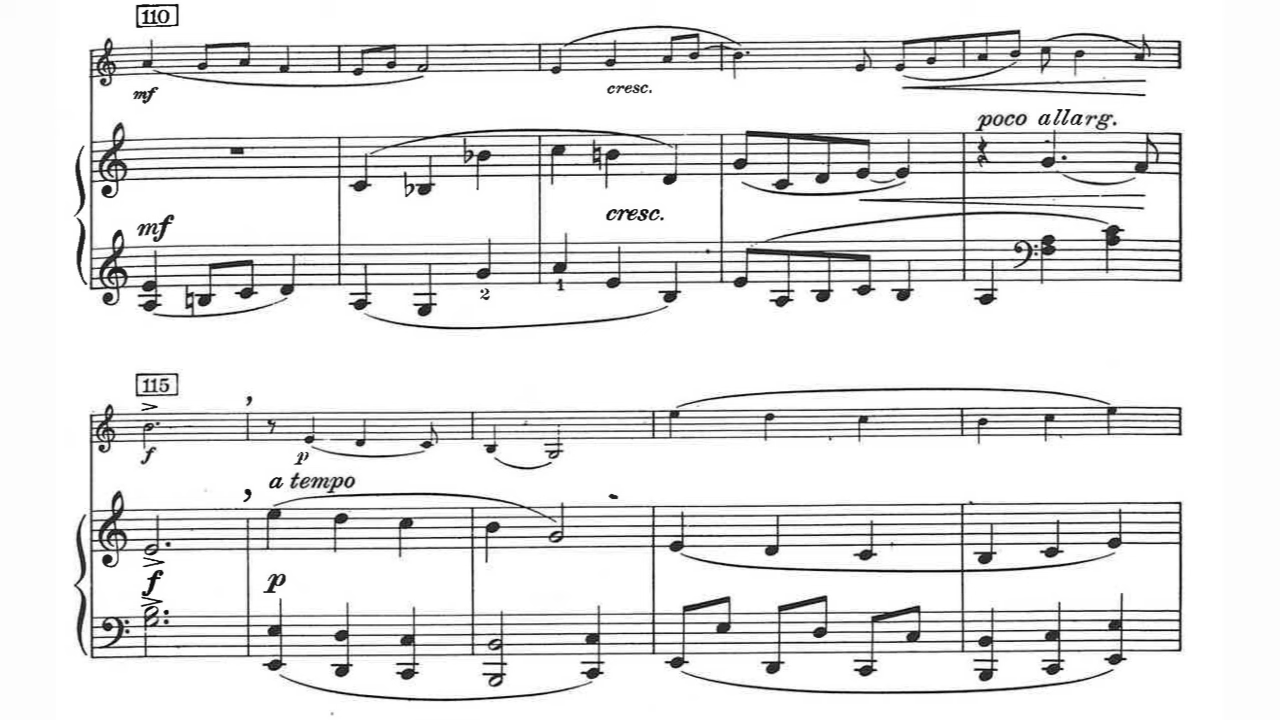 110
mf
cresc.
poco allarg.
mf
cresc.
2
1
115
f
p
a tempo
f
p